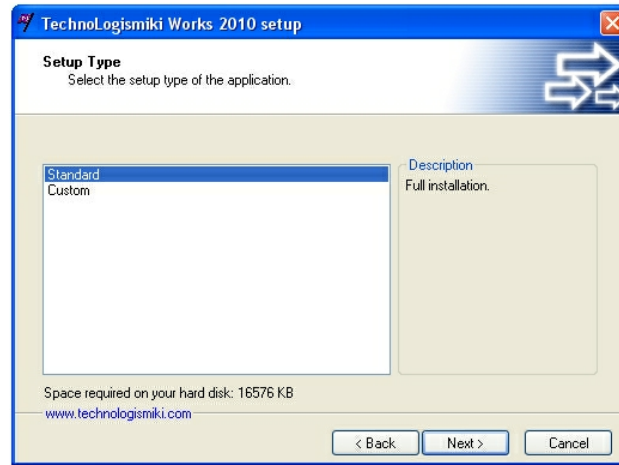 TechnoLogismiki Works 2010 setup
Setup Type
Select the setup type of the application.
Standard
Custom
Description
Full installation.
Space required on your hard disk: 16576 KB
www.technologismiki.com
< Back
Next >
Cancel